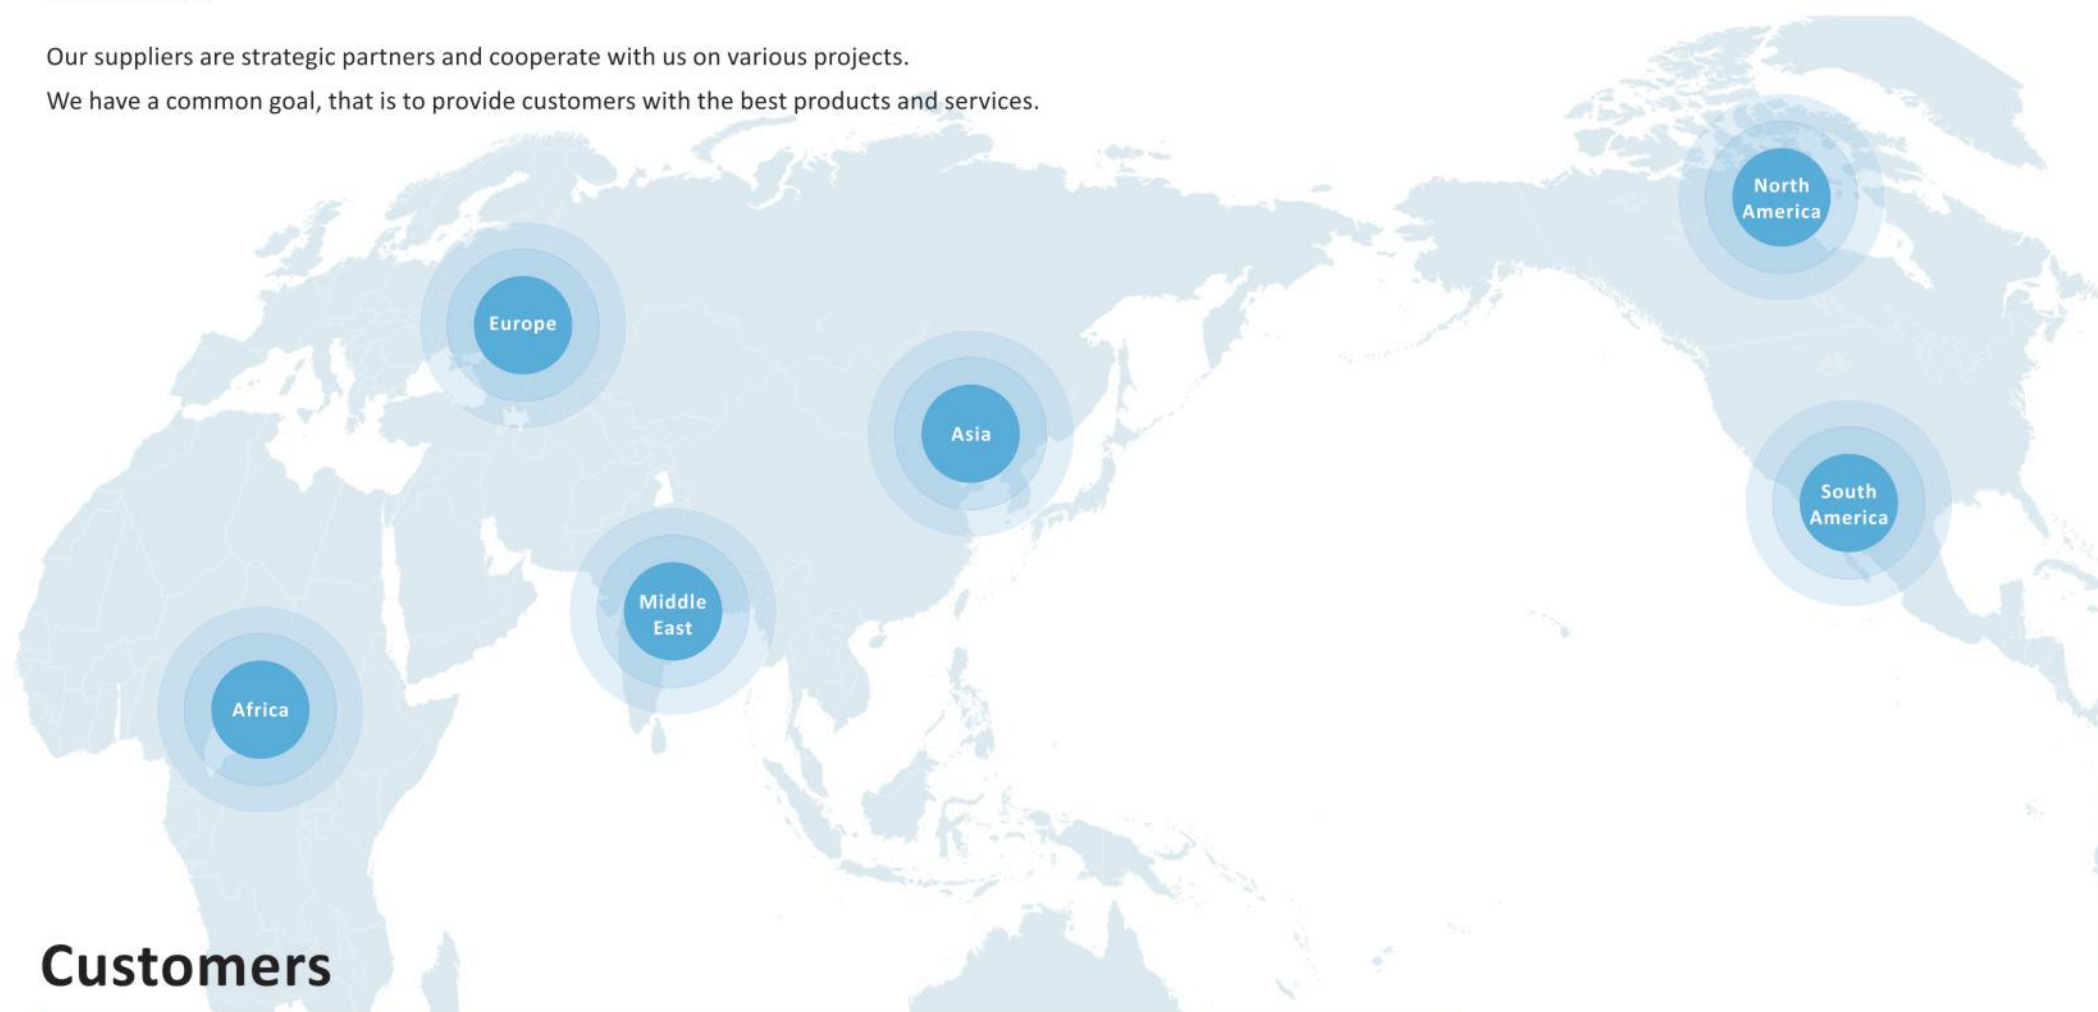 Our suppliers are strategic partners and cooperate with us on various projects.
We have a common goal, that is to provide customers with the best products and services.
North
America
Europe
Asia
South
America
Middle
East
Africa
Customers